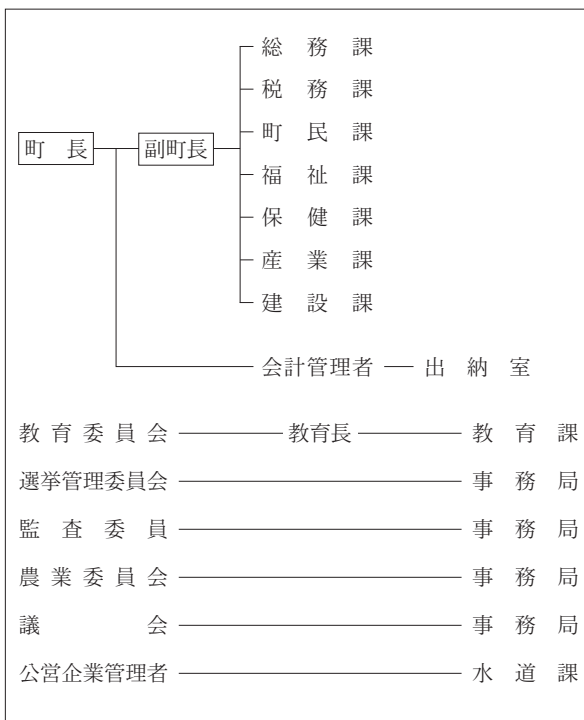 総務課
税務課
町民課
町長 副町長
福祉課
保健課
産業課
建設課
会計管理者 出納室
教育委員会 教育長 教育課
選挙管理委員会 事務局
監査委員 事務局
農業委員会 事務局
議会 事務局
公営企業管理者 水道課